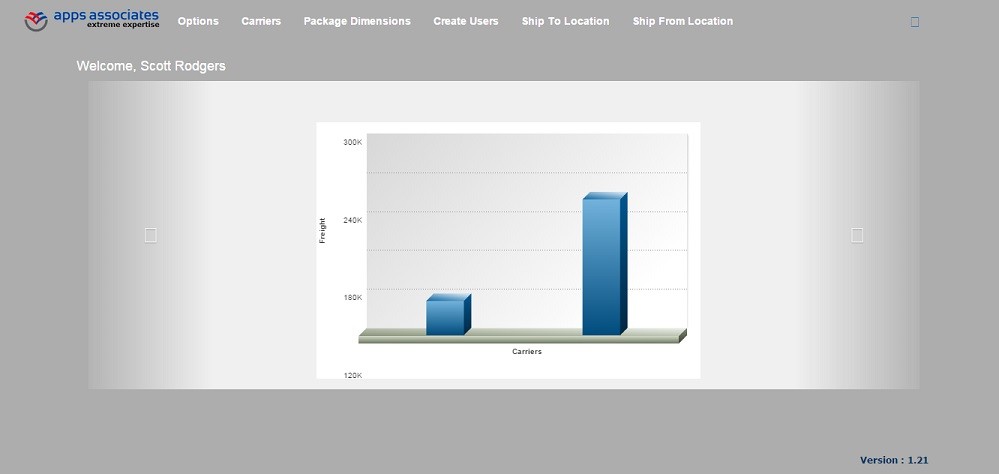 apps associates
extreme expertise
Options Carriers Package Dimensions Create Users Ship To Location Ship From Location
Welcome, Scott Rodgers
300K
240K
180K
120K
Freight
Carriers
Version : 1.21